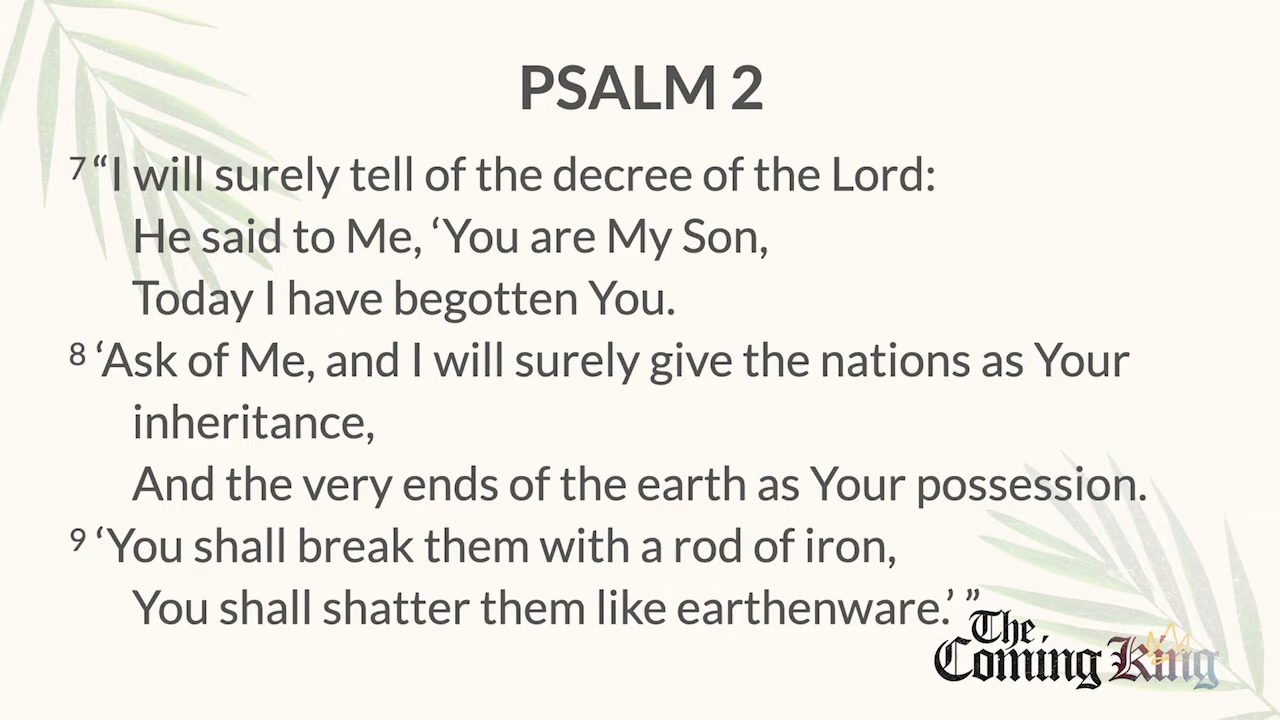 PSALM 2
7 “I will surely tell of the decree of the Lord:
He said to Me, ‘You are My Son,
Today I have begotten You.
8 ‘Ask of Me, and I will surely give the nations as Your
inheritance,
And the very ends of the earth as Your possession.
9 ‘You shall break them with a rod of iron,
You shall shatter them like earthenware.’ ”
The
Coming King